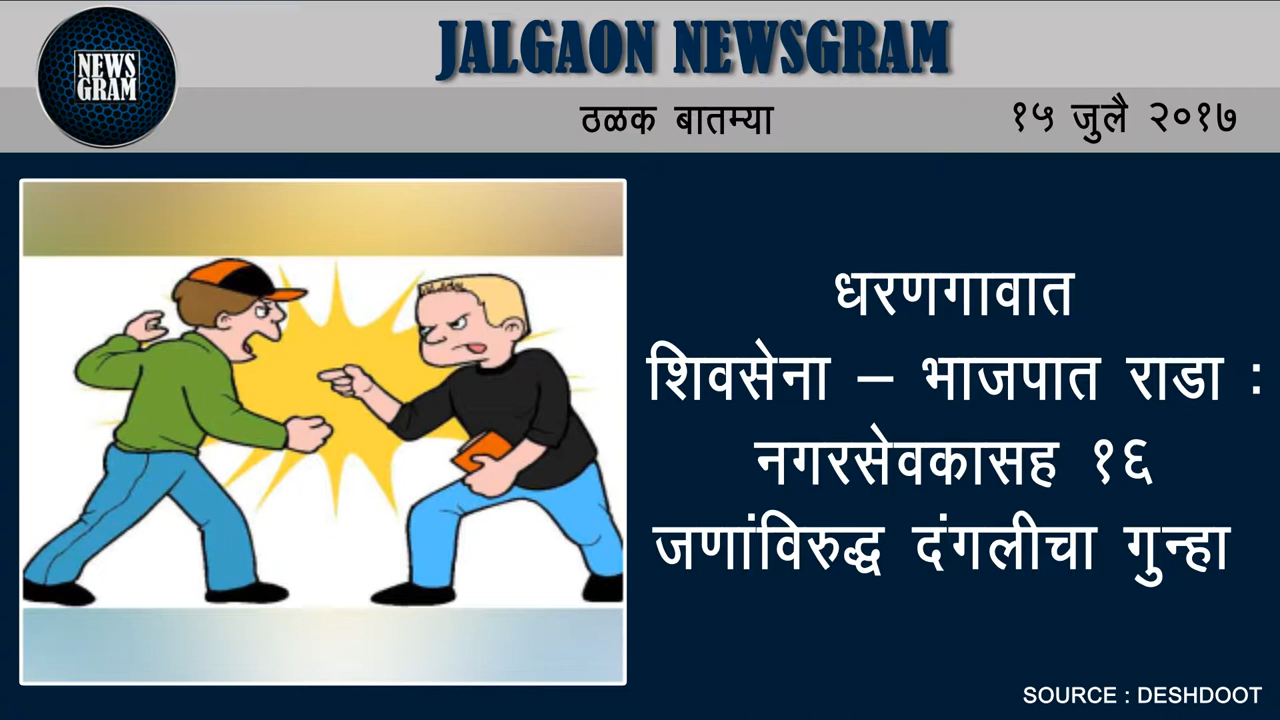 NEWS
GRAM
JALGAON NEWSGRAM
ठळक बातम्या
१५ जुलै २०१७
धरणगावात
शिवसेना – भाजपात राडा :
नगरसेवकासह १६
जणांविरुद्ध दंगलीचा गुन्हा
SOURCE : DESHDOOT